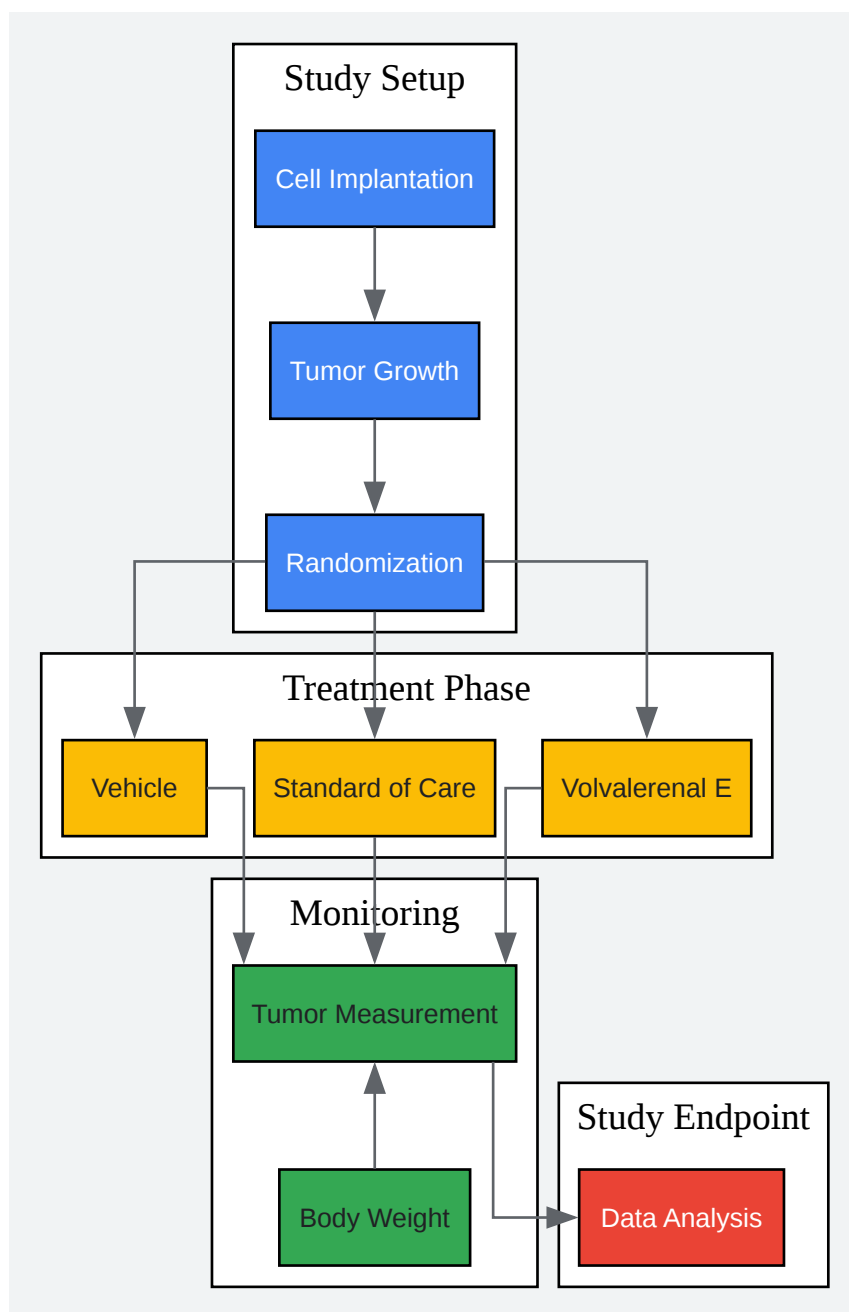 Study Setup
Cell Implantation
Tumor Growth
Randomization
Treatment Phase
Vehicle
Standard of Care
Volvalerenal E
Monitoring
Tumor Measurement
Body Weight
Study Endpoint
Data Analysis